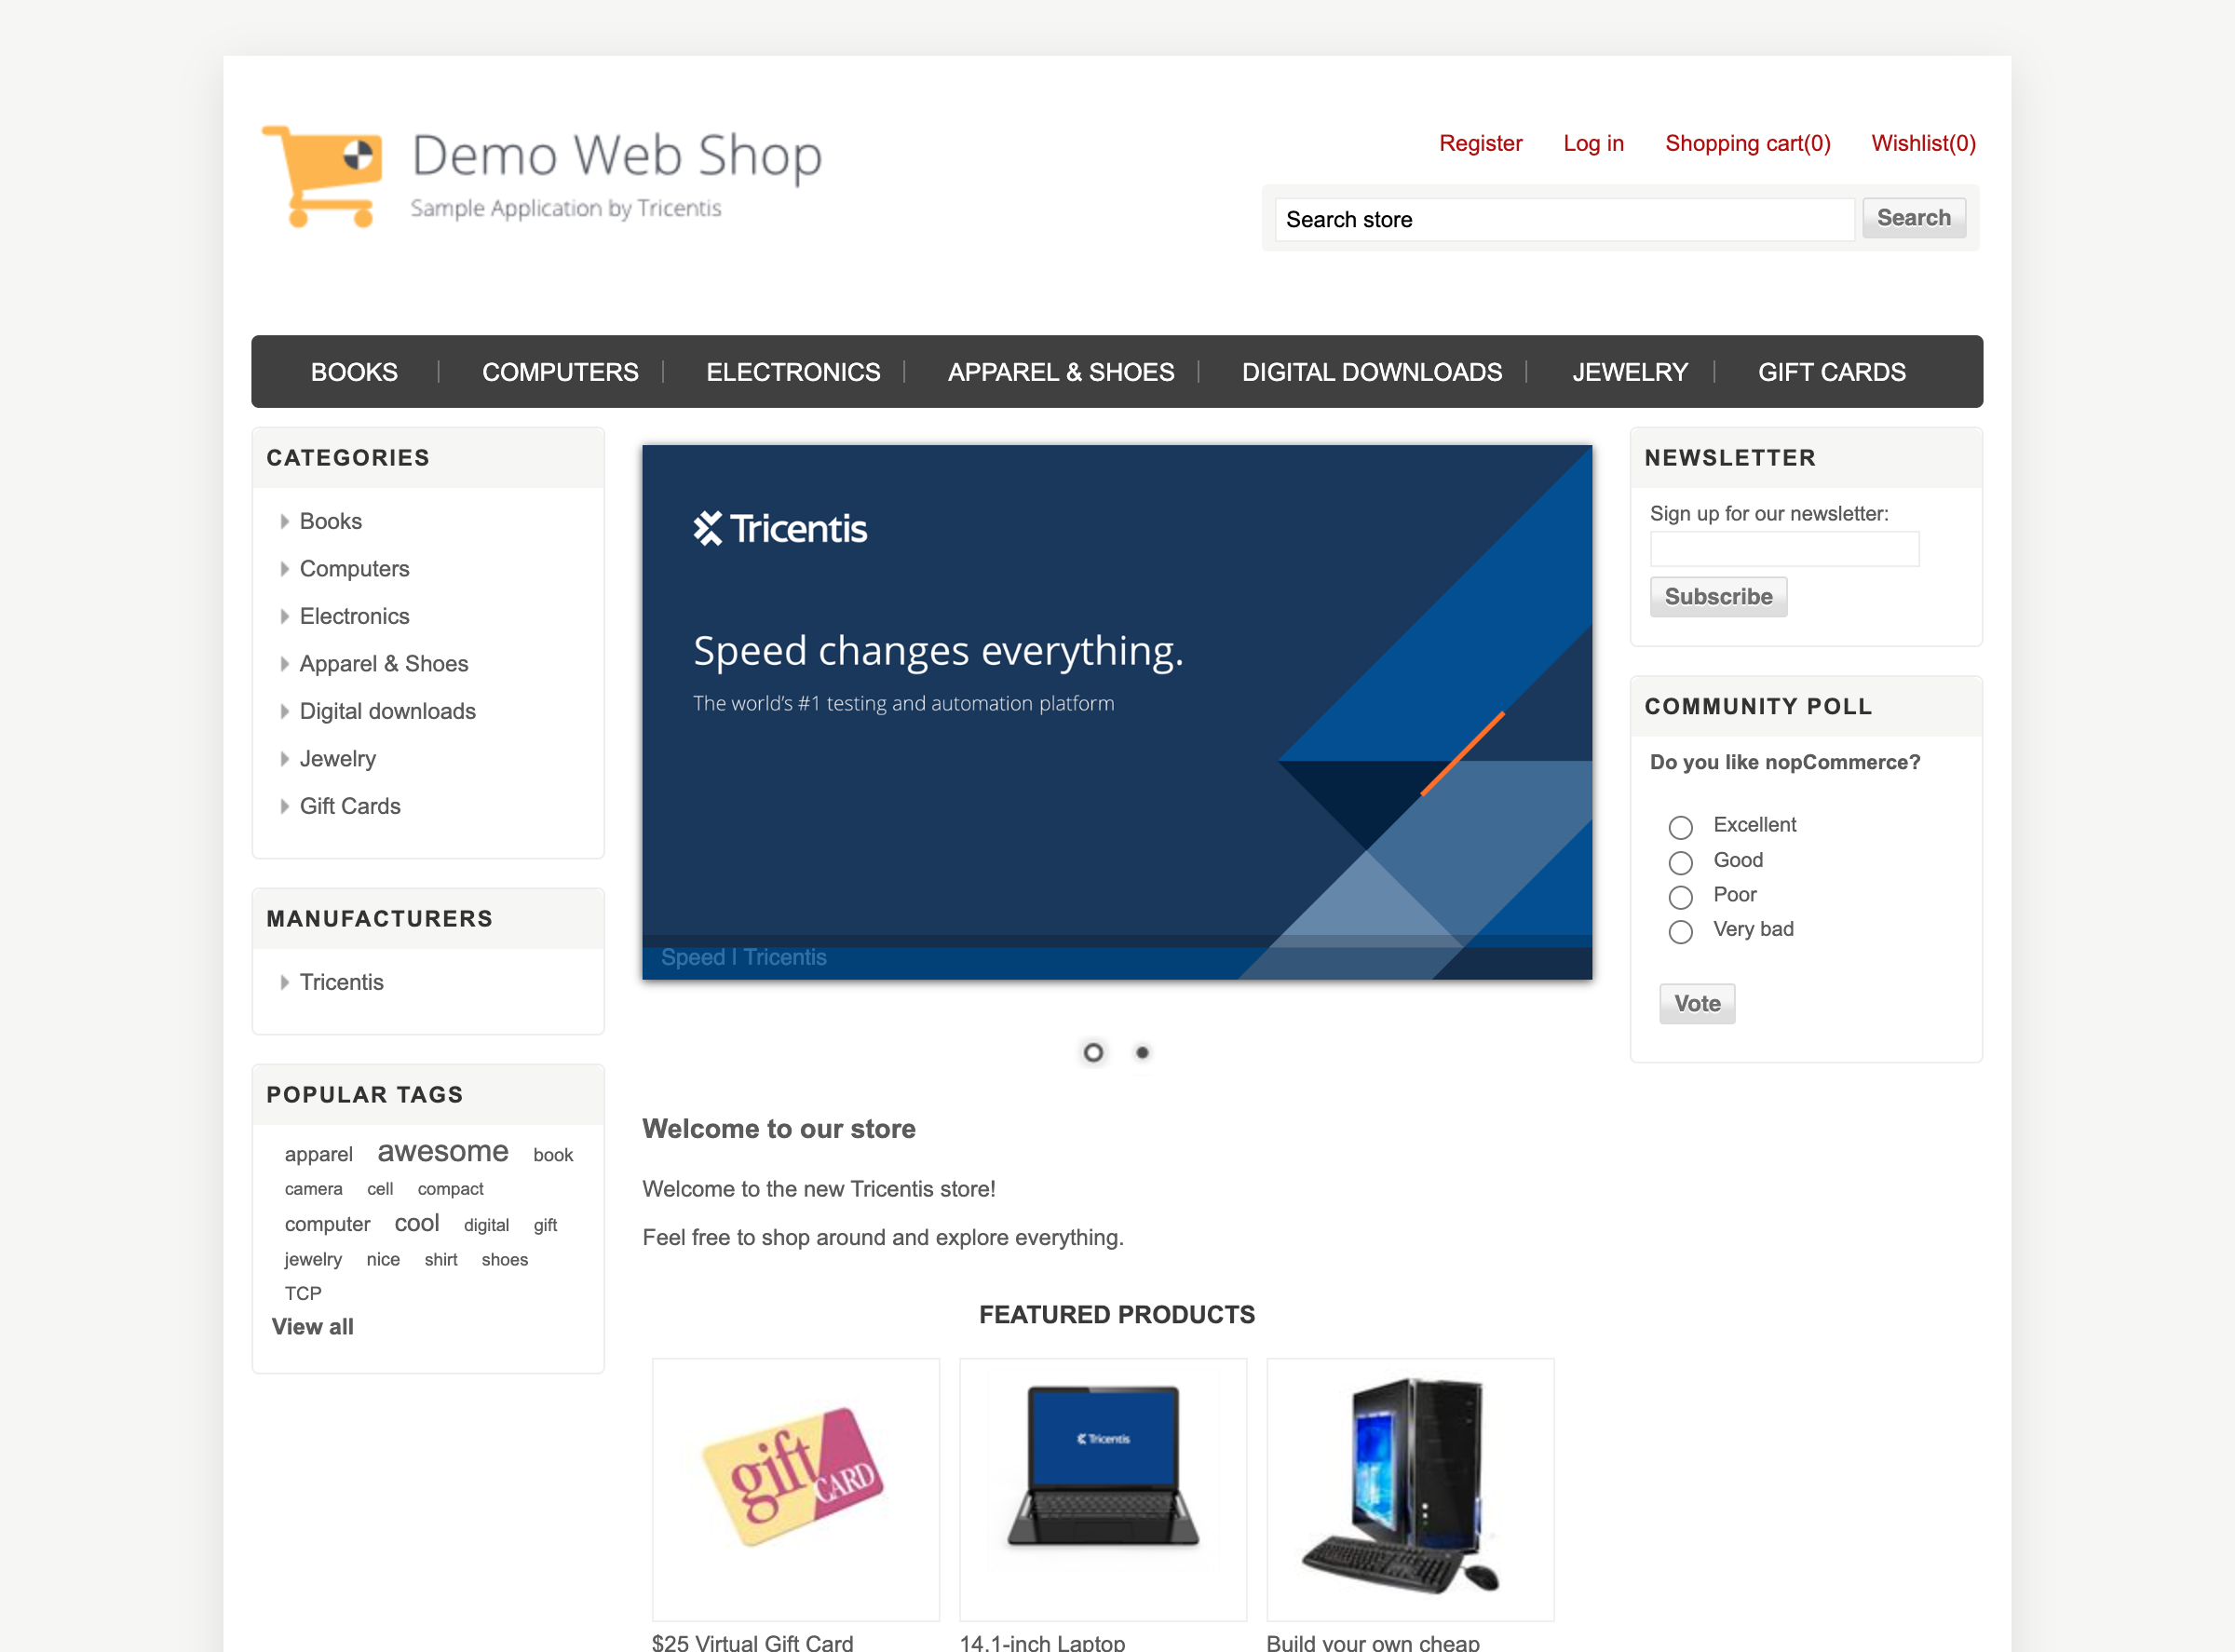 Demo Web Shop
Sample Application by Tricentis
Register Log in Shopping cart(0) Wishlist(0)
Search store Search
BOOKS COMPUTERS ELECTRONICS APPAREL & SHOES DIGITAL DOWNLOADS JEWELRY GIFT CARDS
CATEGORIES
Books
Computers
Electronics
Apparel & Shoes
Digital downloads
Jewelry
Gift Cards
MANUFACTURERS
Tricentis
POPULAR TAGS
apparel awesome book
camera cell compact
computer cool digital gift
jewelry nice shirt shoes
TCP
View all
Tricentis
Speed changes everything.
The world's #1 testing and automation platform
Speed | Tricentis
Welcome to our store
Welcome to the new Tricentis store!
Feel free to shop around and explore everything.
FEATURED PRODUCTS
gift
CARD
Tricentis
$25 Virtual Gift Card
14.1-inch Laptop
Build your own cheap
NEWSLETTER
Sign up for our newsletter:
Subscribe
COMMUNITY POLL
Do you like nopCommerce?
Excellent
Good
Poor
Very bad
Vote